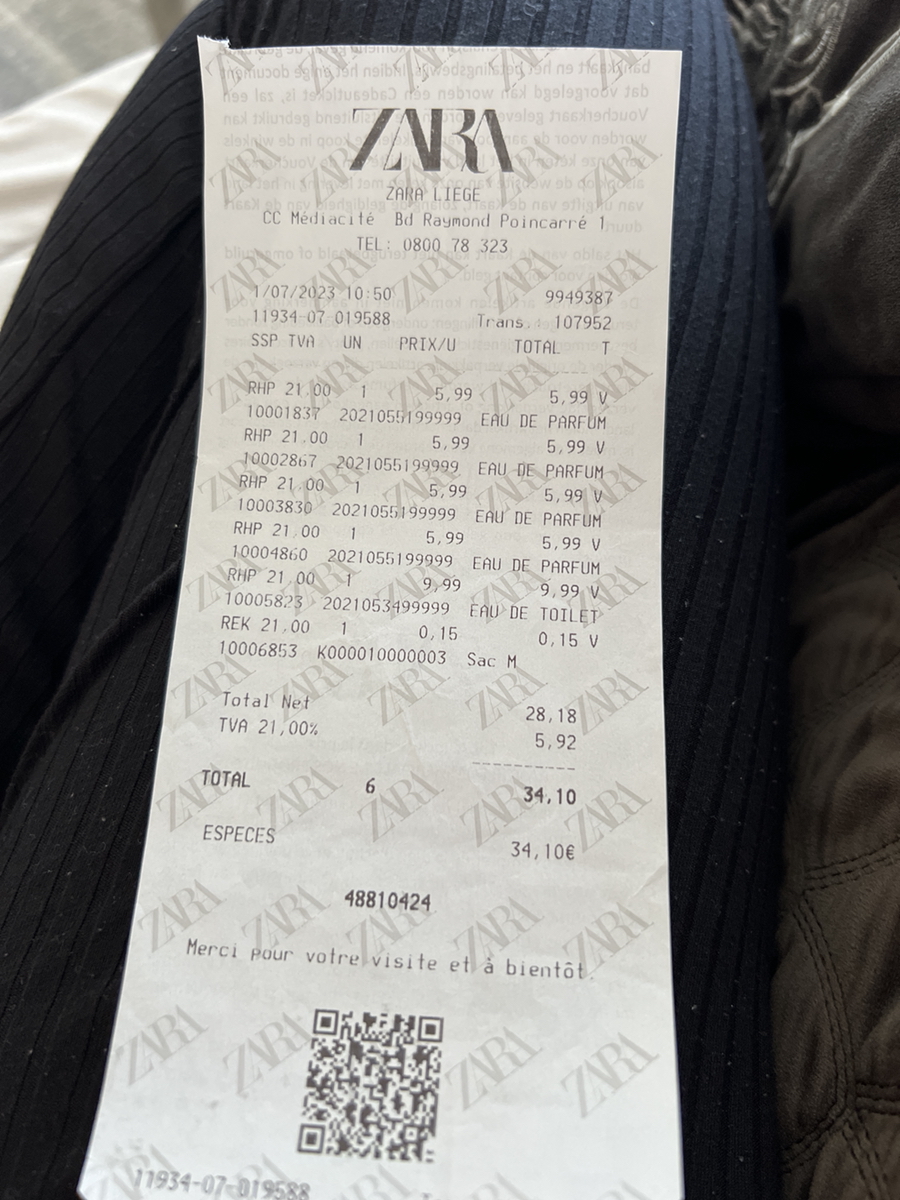 ZARA
ZARA LIEGE
CC Médiacité Bd Raymond Poincarré 1
TEL: 0800 78 323
1/07/2023 10:50 9949387
11934-07-019588 Trans.: 107952
SSP TVA UN PRIX/U TOTAL T
RHP 21.00 1 5,99 5,99 V
10001837 2021055199999 EAU DE PARFUM
RHP 21.00 1 5,99 5,99 V
10002867 2021055199999 EAU DE PARFUM
RHP 21.00 1 5,99 5,99 V
10003830 2021055199999 EAU DE PARFUM
RHP 21.00 1 5,99 5,99 V
10004860 2021055199999 EAU DE PARFUM
RHP 21.00 1 9,99 9,99 V
10005823 2021053499999 EAU DE TOILET
REK 21.00 1 0,15 0,15 V
10006853 K000010000003 Sac M
Total Net 28,18
TVA 21,00% 5,92
TOTAL 6 34,10
ESPECES 34,10€
48810424
Merci pour votre visite et à bientôt.
11934-07-019588